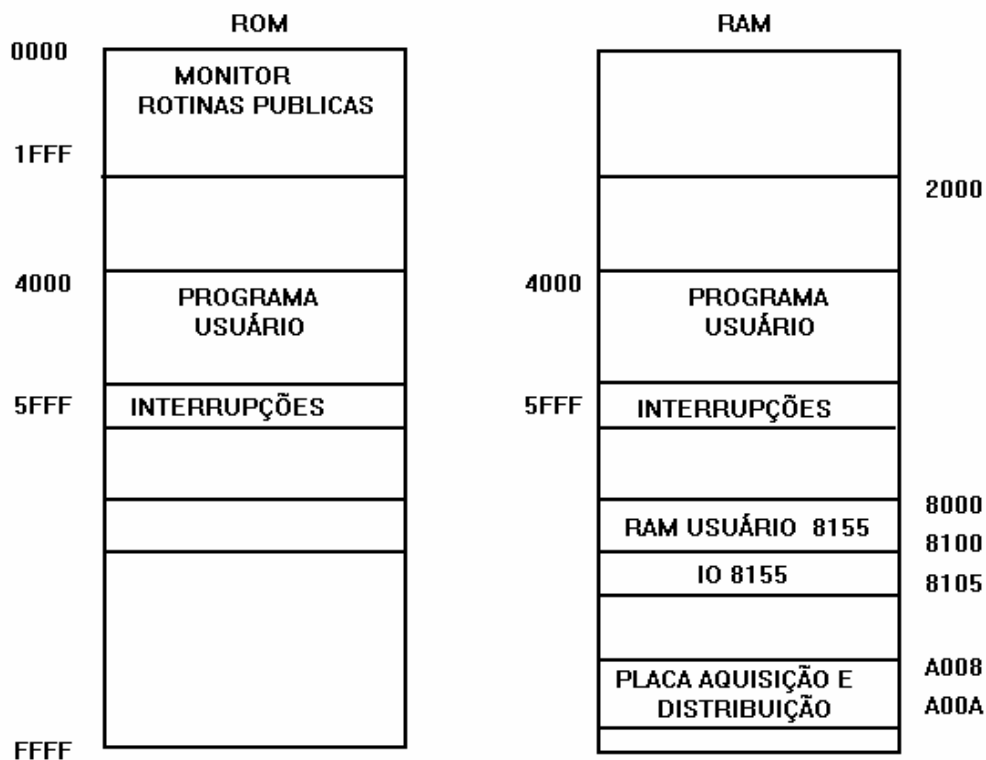 ROM
0000
MONITOR
ROTINAS PUBLICAS
1FFF
4000
PROGRAMA
USUÁRIO
5FFF
INTERRUPÇÕES
FFFF
RAM
2000
4000
PROGRAMA
USUÁRIO
5FFF
INTERRUPÇÕES
8000
RAM USUÁRIO 8155
8100
IO 8155
8105
A008
PLACA AQUISIÇÃO E
DISTRIBUIÇÃO
A00A